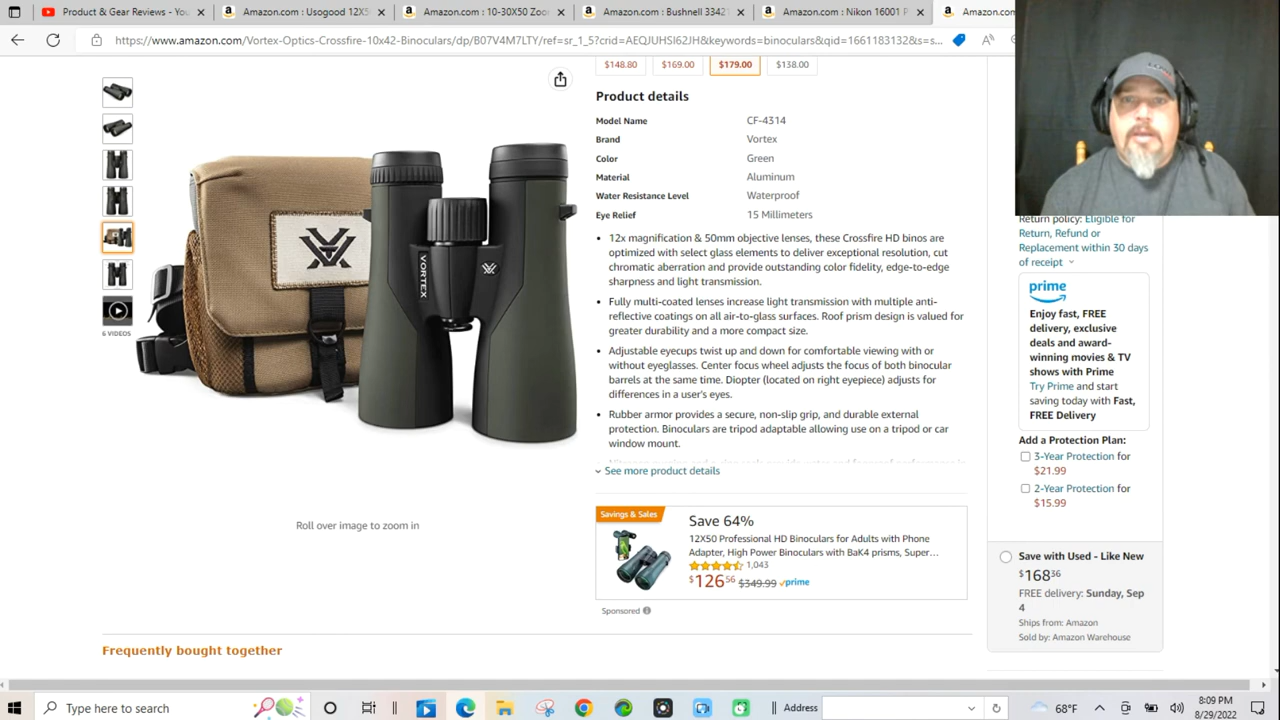 Product & Gear Reviews - You
Amazon.com : Usogood 12X5
Amazon.com: 10-30X50 Zoo
Amazon.com : Bushnell 3342
Amazon.com : Nikon 16001 P
Amazon.com
https://www.amazon.com/Vortex-Optics-Crossfire-10x42-Binoculars/dp/B07V4M7LTY/ref=sr_1_5?crid=AEQJUHSI62JH&keywords=binoculars&qid=1661183132&s=s...
$148.80
$169.00
$179.00
$138.00
Product details
Model Name CF-4314
Brand Vortex
Color Green
Material Aluminum
Water Resistance Level Waterproof
Eye Relief 15 Millimeters
• 12x magnification & 50mm objective lenses, these Crossfire HD binos are
optimized with select glass elements to deliver exceptional resolution, cut
chromatic aberration and provide outstanding color fidelity, edge-to-edge
sharpness and light transmission.
• Fully multi-coated lenses increase light transmission with multiple anti-
reflective coatings on all air-to-glass surfaces. Roof prism design is valued for
greater durability and a more compact size.
• Adjustable eyecups twist up and down for comfortable viewing with or
without eyeglasses. Center focus wheel adjusts the focus of both binocular
barrels at the same time. Diopter (located on right eyepiece) adjusts for
differences in a user's eyes.
• Rubber armor provides a secure, non-slip grip, and durable external
protection. Binoculars are tripod adaptable allowing use on a tripod or car
window mount.
See more product details
6 VIDEOS
VORTEX
Roll over image to zoom in
Savings & Sales
Save 64%
12X50 Professional HD Binoculars for Adults with Phone
Adapter, High Power Binoculars with BaK4 prisms, Super...
1,043
$126.56 $349.99 prime
Sponsored
Frequently bought together
Return policy: Eligible for
Return, Refund or
Replacement within 30 days
of receipt
prime
Enjoy fast, FREE
delivery, exclusive
deals and award-
winning movies & TV
shows with Prime
Try Prime and start
saving today with Fast,
FREE Delivery
Add a Protection Plan:
3-Year Protection for
$21.99
2-Year Protection for
$15.99
Save with Used - Like New
$168.36
FREE delivery: Sunday, Sep
4
Ships from: Amazon
Sold by: Amazon Warehouse
Type here to search
Address
68°F
8:09 PM
8/29/2022